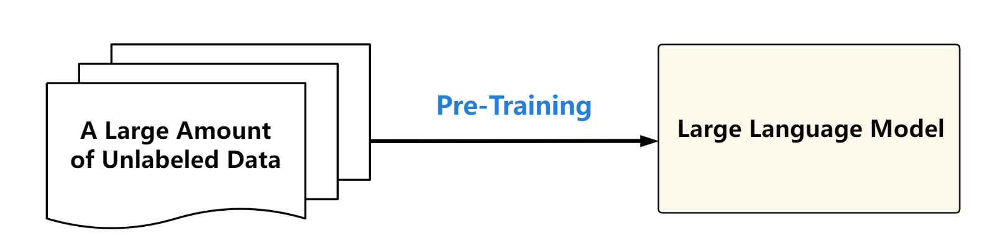 A Large Amount
of Unlabeled Data
Pre-Training
Large Language Model